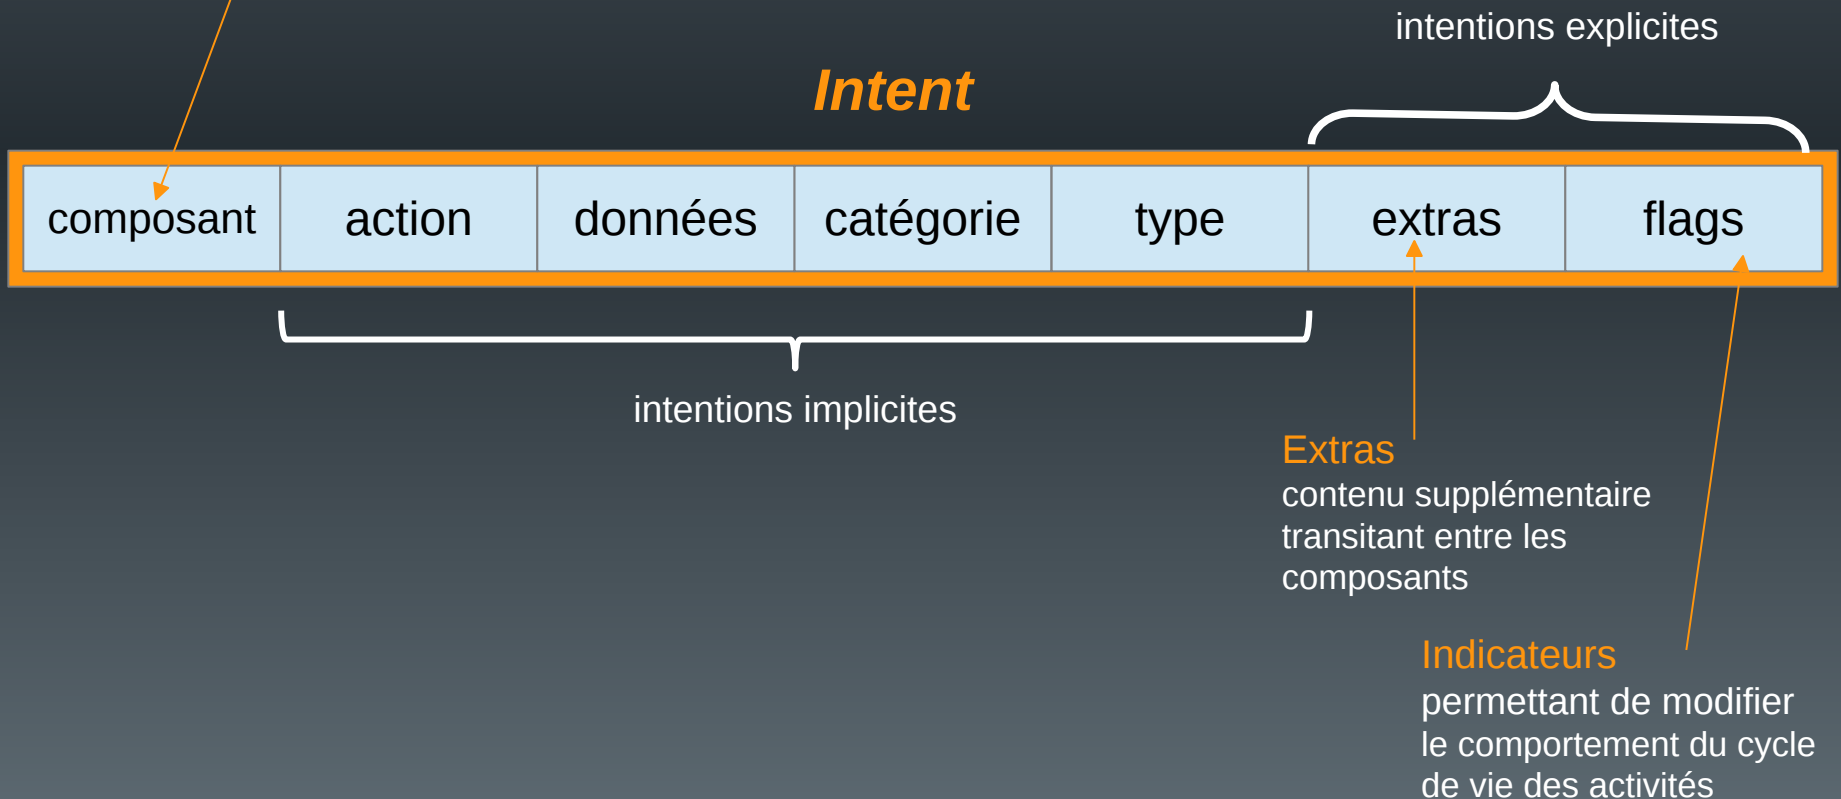 intentions explicites
Intent
composant
action
données
catégorie
type
extras
flags
intentions implicites
Extras
contenu supplémentaire
transitant entre les
composants
Indicateurs
permettant de modifier
le comportement du cycle
de vie des activités